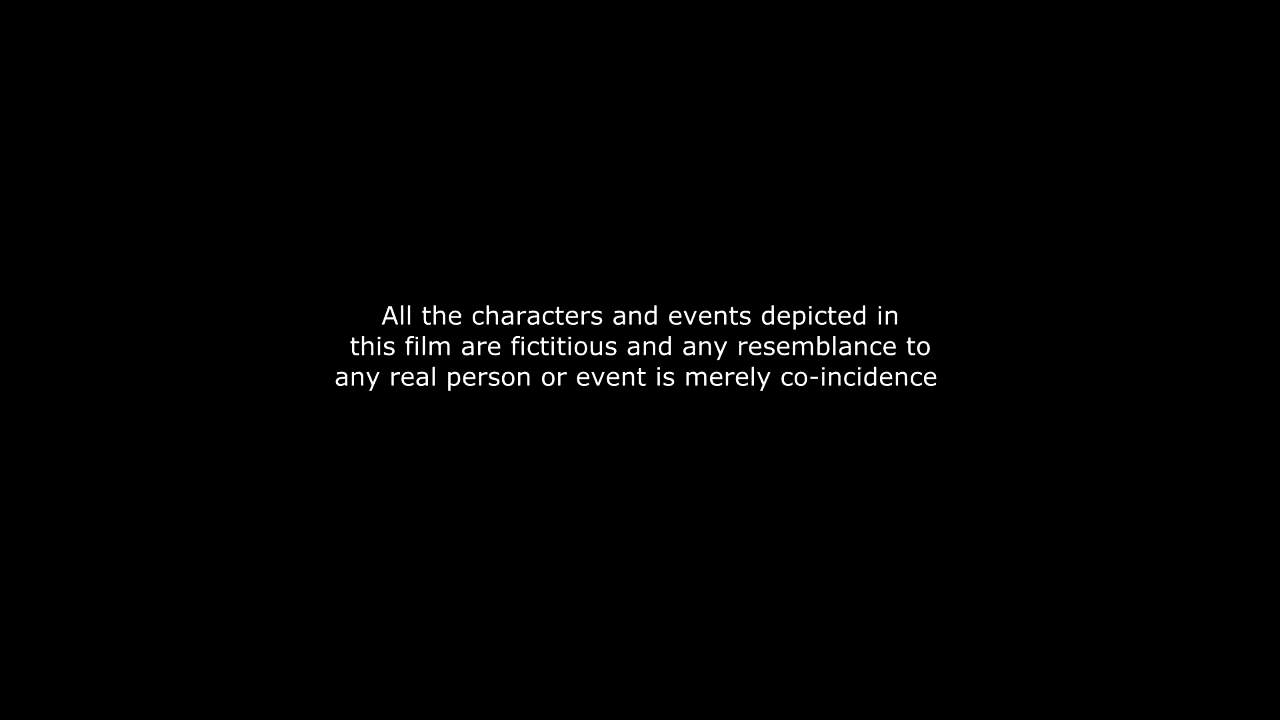 All the characters and events depicted in
this film are fictitious and any resemblance to
any real person or event is merely co-incidence